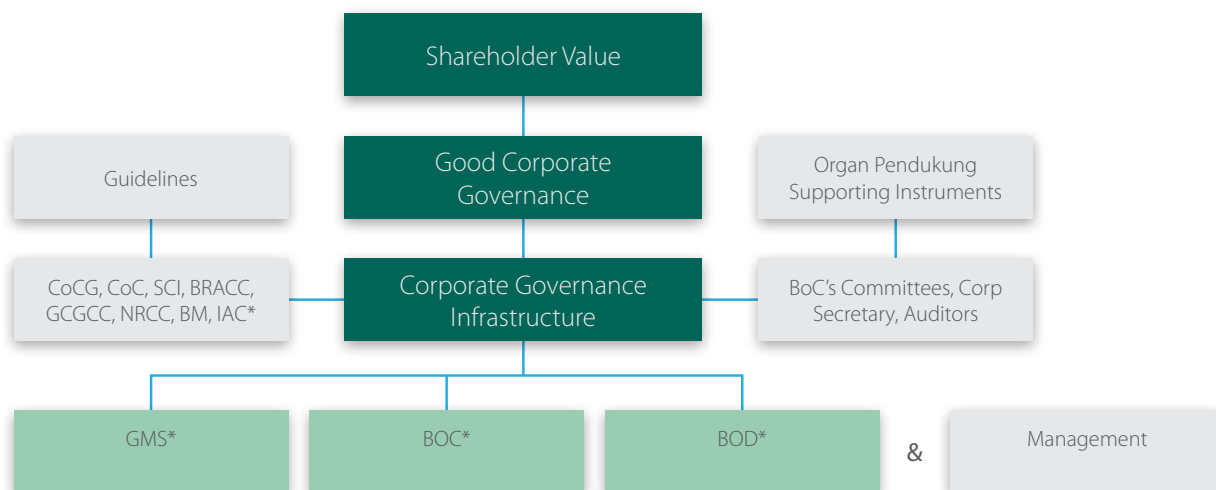 Shareholder Value
Guidelines
Good Corporate
Governance
Organ Pendukung
Supporting Instruments
CoCG, CoC, SCI, BRACC,
GCGCC, NRCC, BM, IAC*
Corporate Governance
Infrastructure
BoC’s Committees, Corp
Secretary, Auditors
GMS*
BOC*
BOD*
&
Management